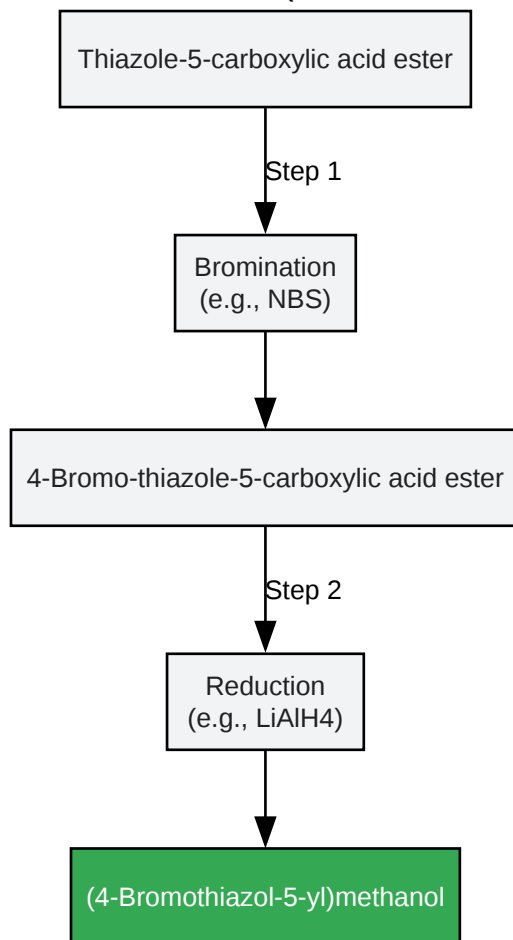 Thiazole-5-carboxylic acid ester
Step 1
Bromination
(e.g., NBS)
4-Bromo-thiazole-5-carboxylic acid ester
Step 2
Reduction
(e.g., LiAlH4)
(4-Bromothiazol-5-yl)methanol